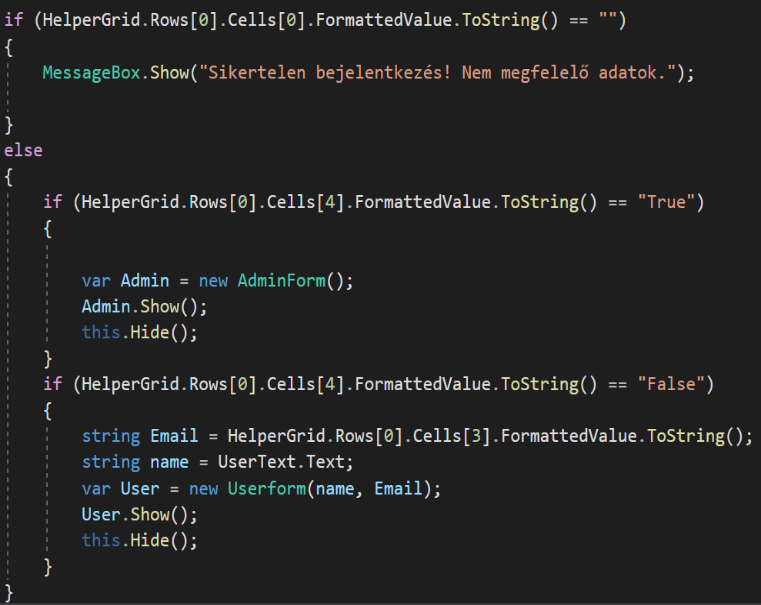 if (HelperGrid.Rows[0].Cells[0].FormattedValue.ToString() == "")
{
MessageBox.Show("Sikertelen bejelentkezés! Nem megfelelő adatok.");
}
else
{
if (HelperGrid.Rows[0].Cells[4].FormattedValue.ToString() == "True")
{
var Admin = new AdminForm();
Admin.Show();
this.Hide();
}
if (HelperGrid.Rows[0].Cells[4].FormattedValue.ToString() == "False")
{
string Email = HelperGrid.Rows[0].Cells[3].FormattedValue.ToString();
string name = UserText.Text;
var User = new Userform(name, Email);
User.Show();
this.Hide();
}
}